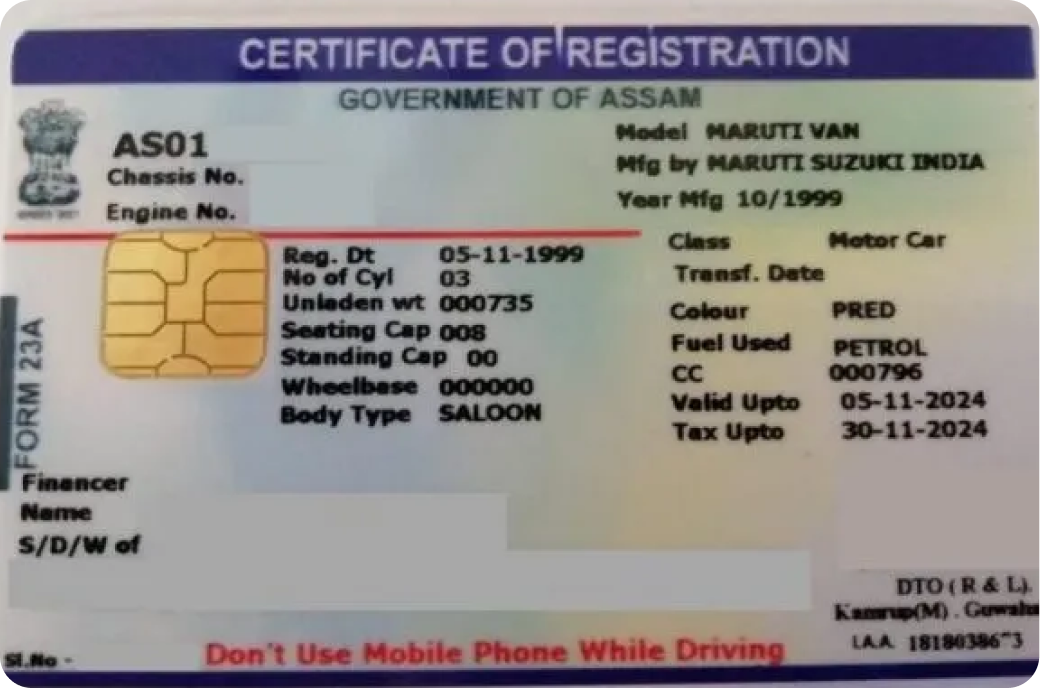 CERTIFICATE OF REGISTRATION
GOVERNMENT OF ASSAM
AS01
Chassis No.
Engine No.
Model MARUTI VAN
Mfg by MARUTI SUZUKI INDIA
Year Mfg 10/1999
Reg. Dt 05-11-1999
No of Cyl 03
Unladen wt 000735
Seating Cap 008
Standing Cap 00
Wheelbase 000000
Body Type SALOON
Class Motor Car
Transf. Date
Colour PRED
Fuel Used PETROL
CC 000796
Valid Upto 05-11-2024
Tax Upto 30-11-2024
FORM 23A
Financer
Name
S/D/W of
DTO ( R & L).
Kamrup(M) . Guwaha
I.A.A.
Sl.No -
Don't Use Mobile Phone While Driving